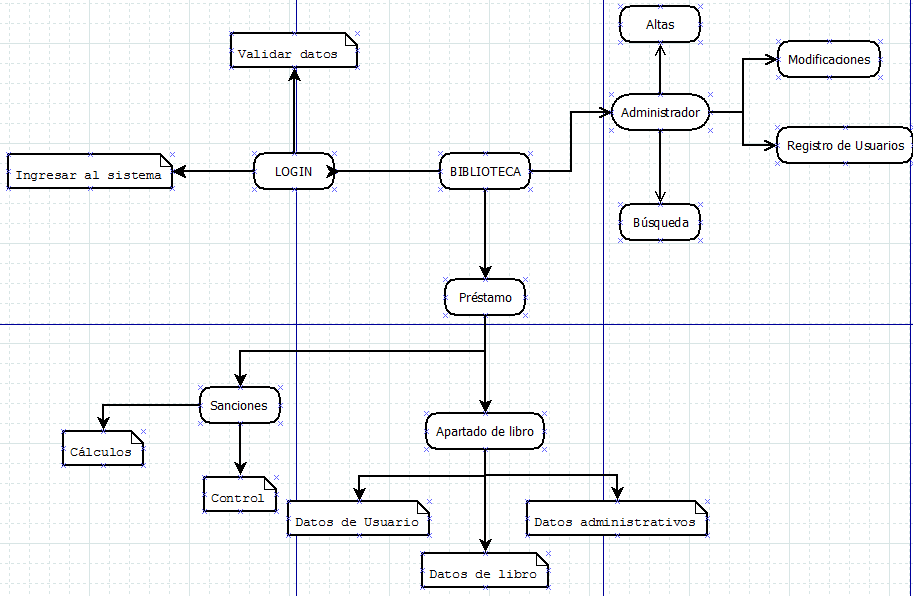 Altas
Validar datos
Modificaciones
Administrador
Registro de Usuarios
Ingresar al sistema
LOGIN
BIBLIOTECA
Búsqueda
Préstamo
Sanciones
Apartado de libro
Cálculos
Control
Datos de Usuario
Datos administrativos
Datos de libro